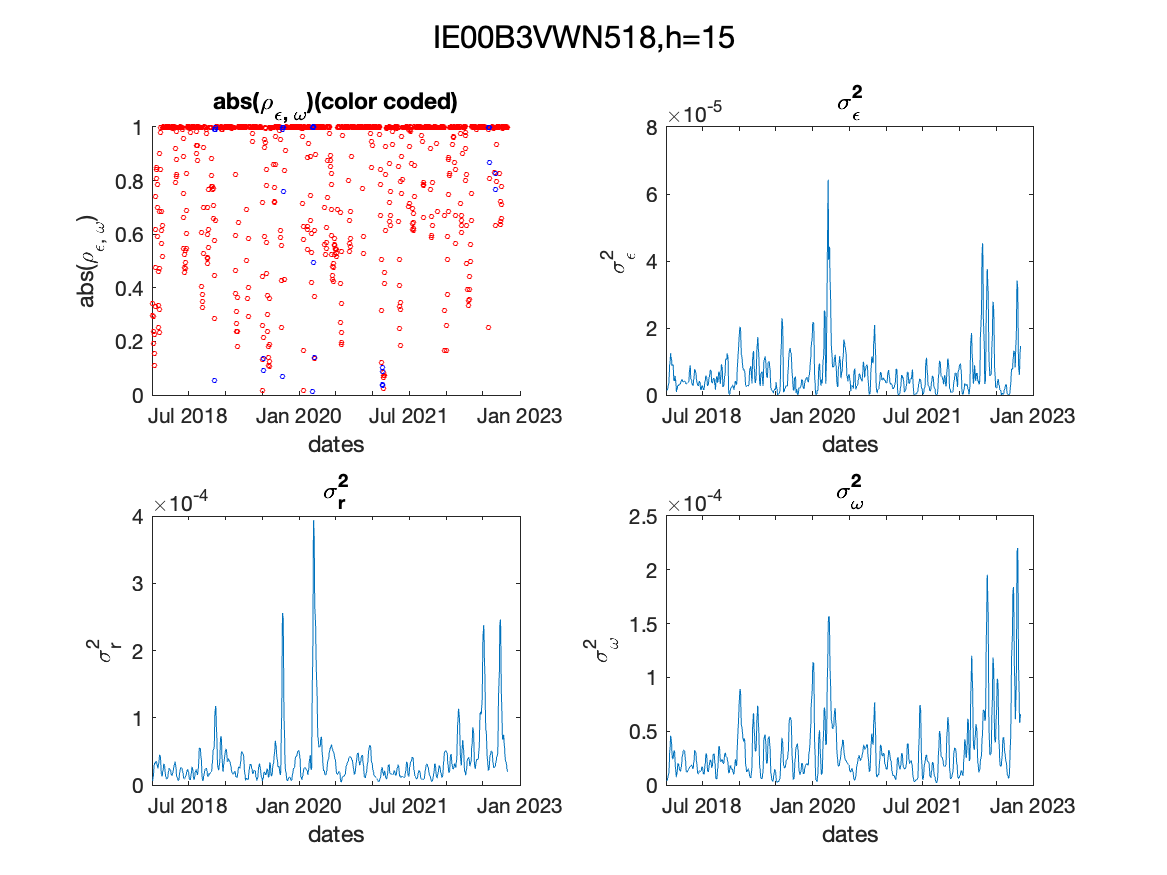 IE00B3VWN518,h=15
abs(ρ_ϵ, ω)(color coded)
1
0.8
0.6
0.4
0.2
0
abs(ρ_ϵ, ω)
Jul 2018 Jan 2020 Jul 2021 Jan 2023
dates
σ²_ϵ
×10⁻⁵
8
6
4
2
0
σ²_ϵ
Jul 2018 Jan 2020 Jul 2021 Jan 2023
dates
σ²_r
×10⁻⁴
4
3
2
1
0
σ²_r
Jul 2018 Jan 2020 Jul 2021 Jan 2023
dates
σ²_ω
×10⁻⁴
2.5
2
1.5
1
0.5
0
σ²_ω
Jul 2018 Jan 2020 Jul 2021 Jan 2023
dates